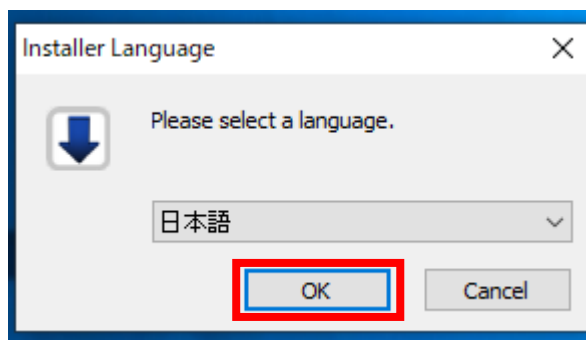 Installer Language
Please select a language.
日本語
OK
Cancel